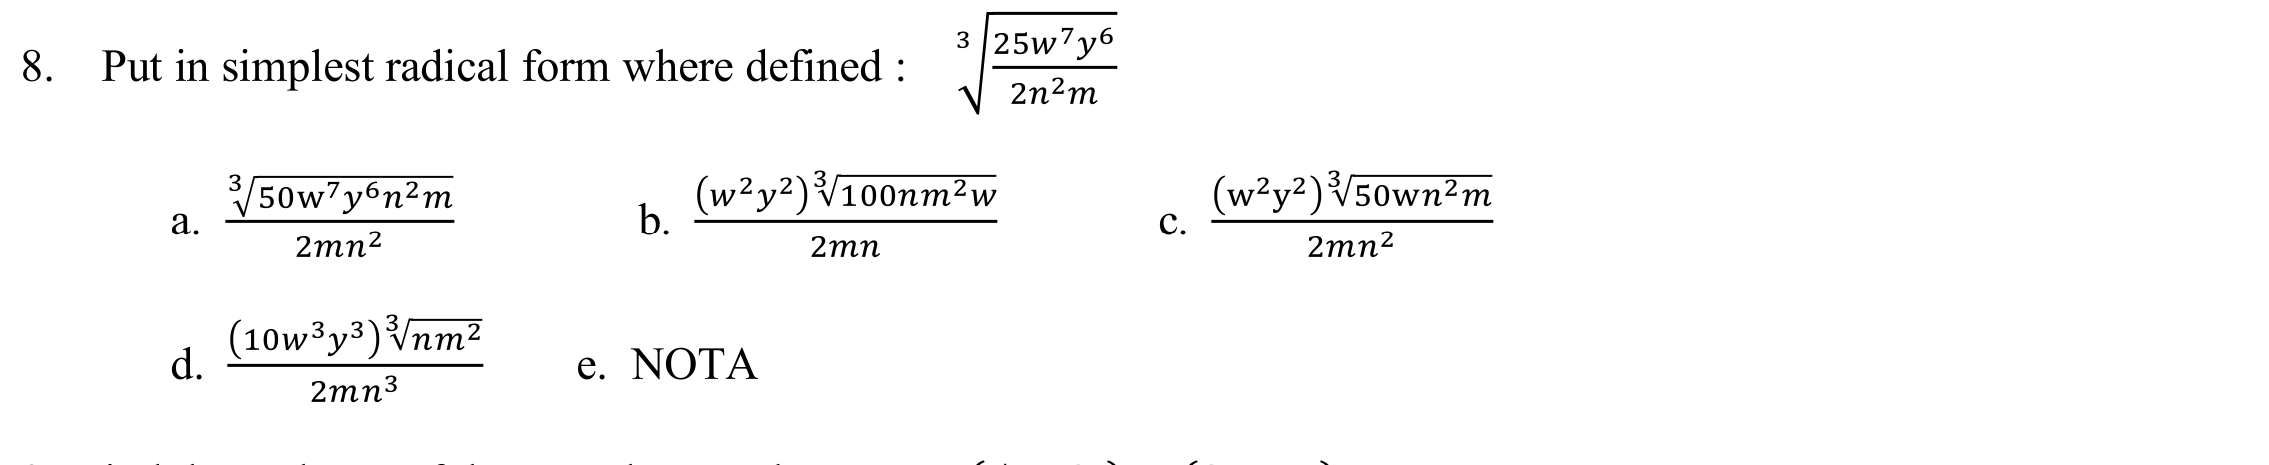 8. Put in simplest radical form where defined : ∛(25w⁷y⁶/2n²m)
a. ∛(50w⁷y⁶n²m)/2mn² b. (w²y²)∛(100nm²w)/2mn c. (w²y²)∛(50wn²m)/2mn²
d. (10w³y³)∛(nm²)/2mn³ e. NOTA